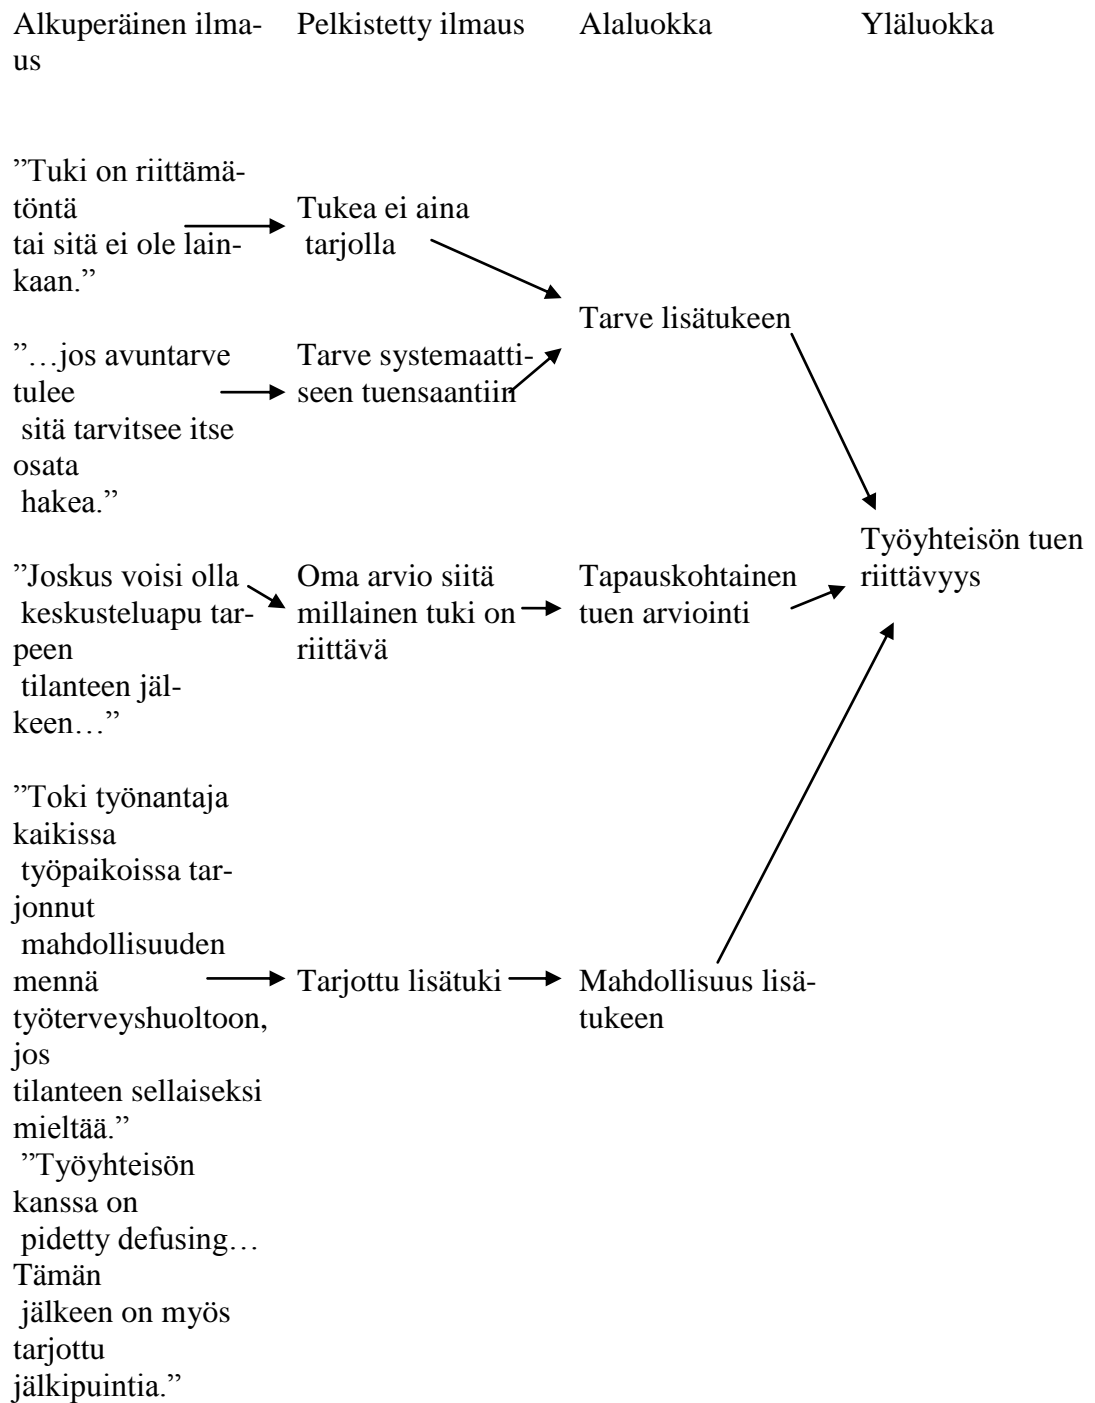 Alkuperäinen ilma-
us
Pelkistetty ilmaus
Alaluokka
Yläluokka
”Tuki on riittämä-
töntä
tai sitä ei ole lain-
kaan.”
Tukea ei aina
tarjolla
Tarve lisätukeen
”…jos avuntarve
tulee
sitä tarvitsee itse
osata
hakea.”
Tarve systemaatti-
seen tuensaantiin
Työyhteisön tuen
riittävyys
”Joskus voisi olla
keskusteluapu tar-
peen
tilanteen jäl-
keen…”
Oma arvio siitä
millainen tuki on
riittävä
Tapauskohtainen
tuen arviointi
”Toki työnantaja
kaikissa
työpaikoissa tar-
jonnut
mahdollisuuden
mennä
työterveyshuoltoon,
jos
tilanteen sellaiseksi
mieltää.”
Tarjottu lisätuki
Mahdollisuus lisä-
tukeen
”Työyhteisön
kanssa on
pidetty defusing…
Tämän
jälkeen on myös
tarjottu
jälkipuintia.”